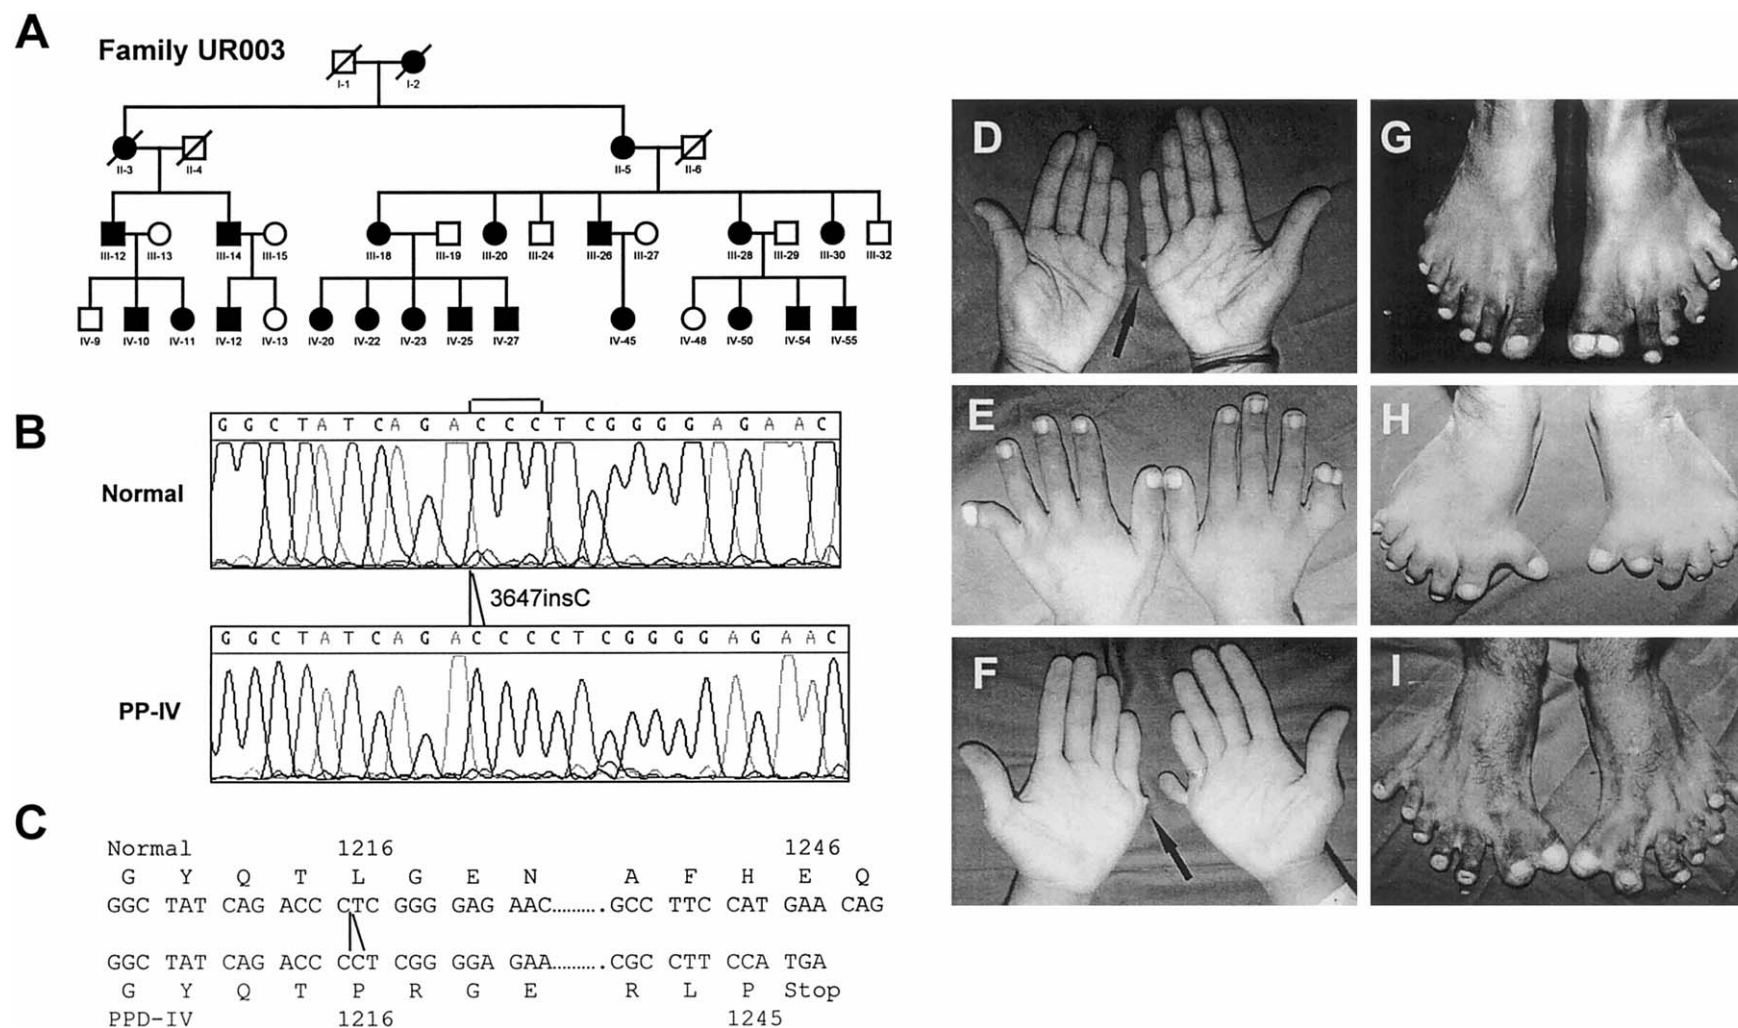 A
Family UR003
I-1 I-2
II-3 II-4 II-5 II-6
III-12 III-13 III-14 III-15 III-18 III-19 III-20 III-24 III-26 III-27 III-28 III-29 III-30 III-32
IV-9 IV-10 IV-11 IV-12 IV-13 IV-20 IV-22 IV-23 IV-25 IV-27 IV-45 IV-48 IV-50 IV-54 IV-55
B
G G C T A T C A G A C C C T C G G G G A G A A C
Normal
3647insC
G G C T A T C A G A C C C C T C G G G G A G A A C
PP-IV
C
Normal 1216 1246
G Y Q T L G E N A F H E Q
GGC TAT CAG ACC CTC GGG GAG AAC..........GCC TTC CAT GAA CAG
GGC TAT CAG ACC CCT CGG GGA GAA..........CGC CTT CCA TGA
G Y Q T P R G E R L P Stop
PPD-IV 1216 1245
D
E
F
G
H
I